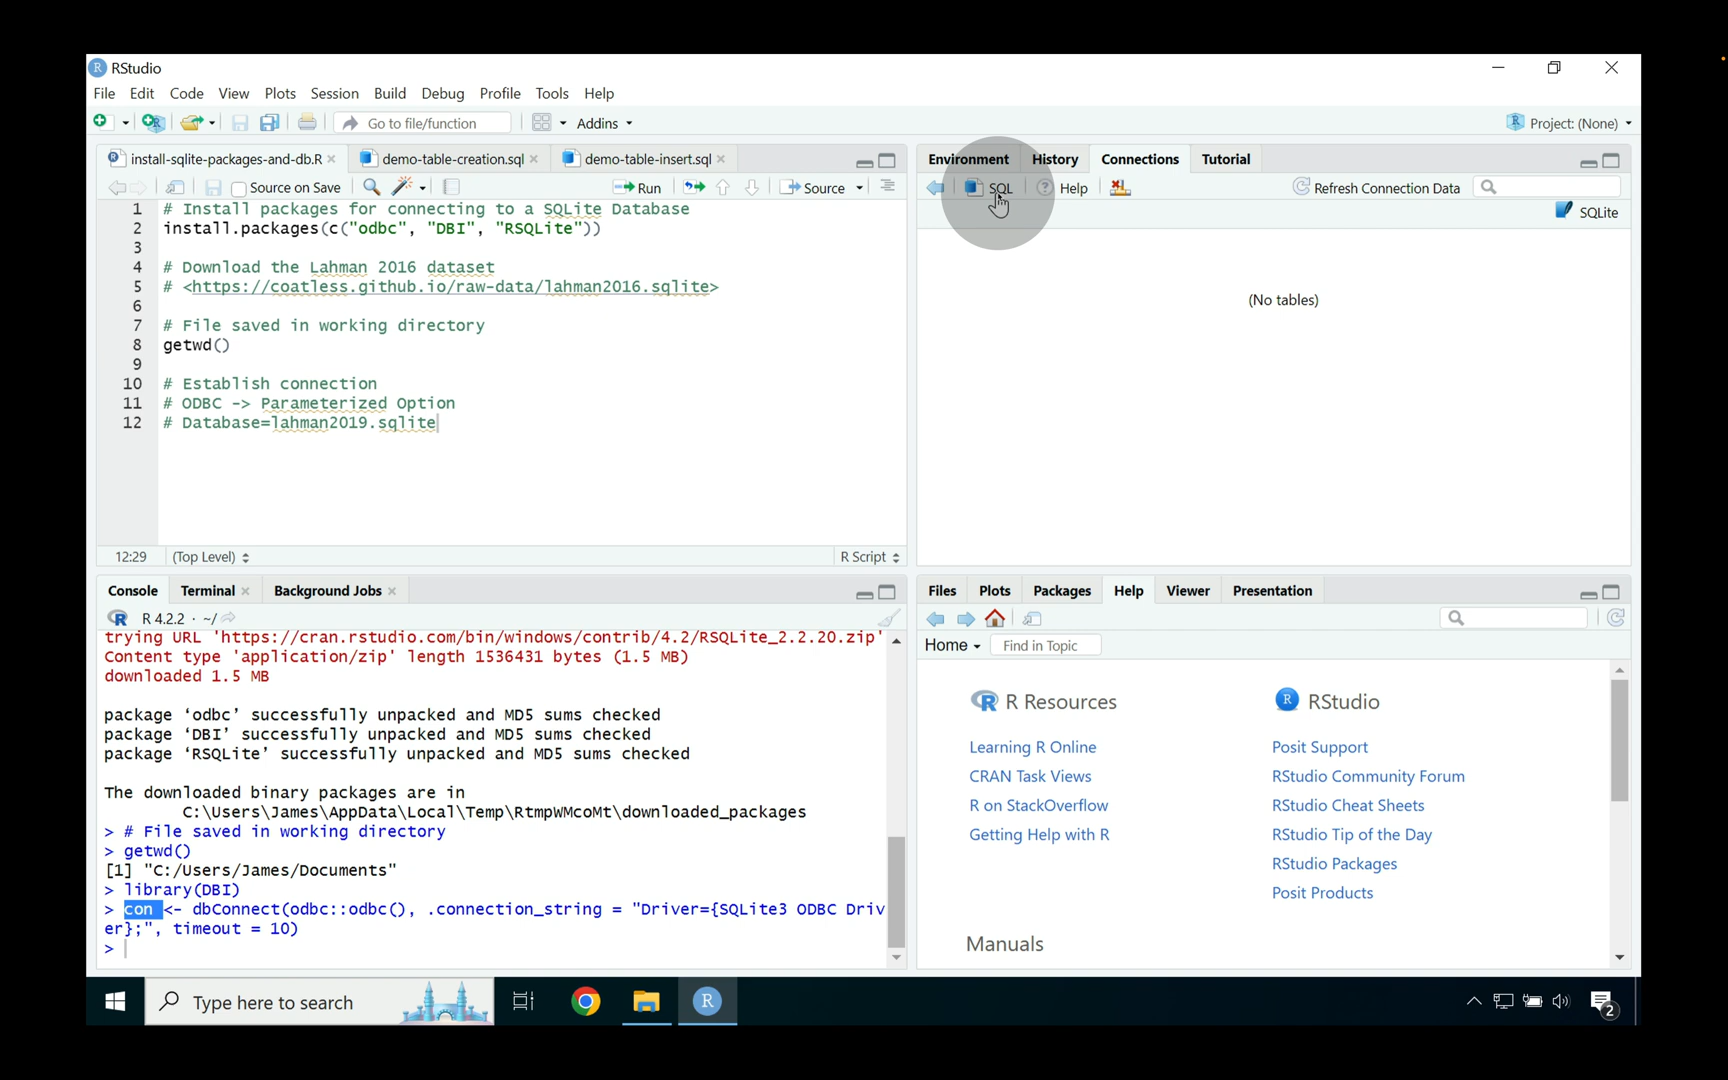 RStudio
File Edit Code View Plots Session Build Debug Profile Tools Help
Go to file/function Addins Project: (None)
install-sqlite-packages-and-db.R demo-table-creation.sql demo-table-insert.sql
Source on Save Run Source
1 # Install packages for connecting to a SQLite Database
2 install.packages(c("odbc", "DBI", "RSQLite"))
3
4 # Download the Lahman 2016 dataset
5 # <https://coatless.github.io/raw-data/lahman2016.sqlite>
6
7 # File saved in working directory
8 getwd()
9
10 # Establish connection
11 # ODBC -> Parameterized Option
12 # Database=lahman2019.sqlite
12:29 (Top Level) R Script
Environment History Connections Tutorial
SQL Help Refresh Connection Data
SQLite
(No tables)
Console Terminal Background Jobs
R 4.2.2 · ~/
trying URL 'https://cran.rstudio.com/bin/windows/contrib/4.2/RSQLite_2.2.20.zip'
Content type 'application/zip' length 1536431 bytes (1.5 MB)
downloaded 1.5 MB
package ‘odbc’ successfully unpacked and MD5 sums checked
package ‘DBI’ successfully unpacked and MD5 sums checked
package ‘RSQLite’ successfully unpacked and MD5 sums checked
The downloaded binary packages are in
C:\Users\James\AppData\Local\Temp\RtmpWMcoMt\downloaded_packages
> # File saved in working directory
> getwd()
[1] "C:/Users/James/Documents"
> library(DBI)
> con <- dbConnect(odbc::odbc(), .connection_string = "Driver={SQLite3 ODBC Driv
er};", timeout = 10)
>
Files Plots Packages Help Viewer Presentation
Home Find in Topic
R Resources
Learning R Online
CRAN Task Views
R on StackOverflow
Getting Help with R
RStudio
Posit Support
RStudio Community Forum
RStudio Cheat Sheets
RStudio Tip of the Day
RStudio Packages
Posit Products
Manuals
Type here to search
2